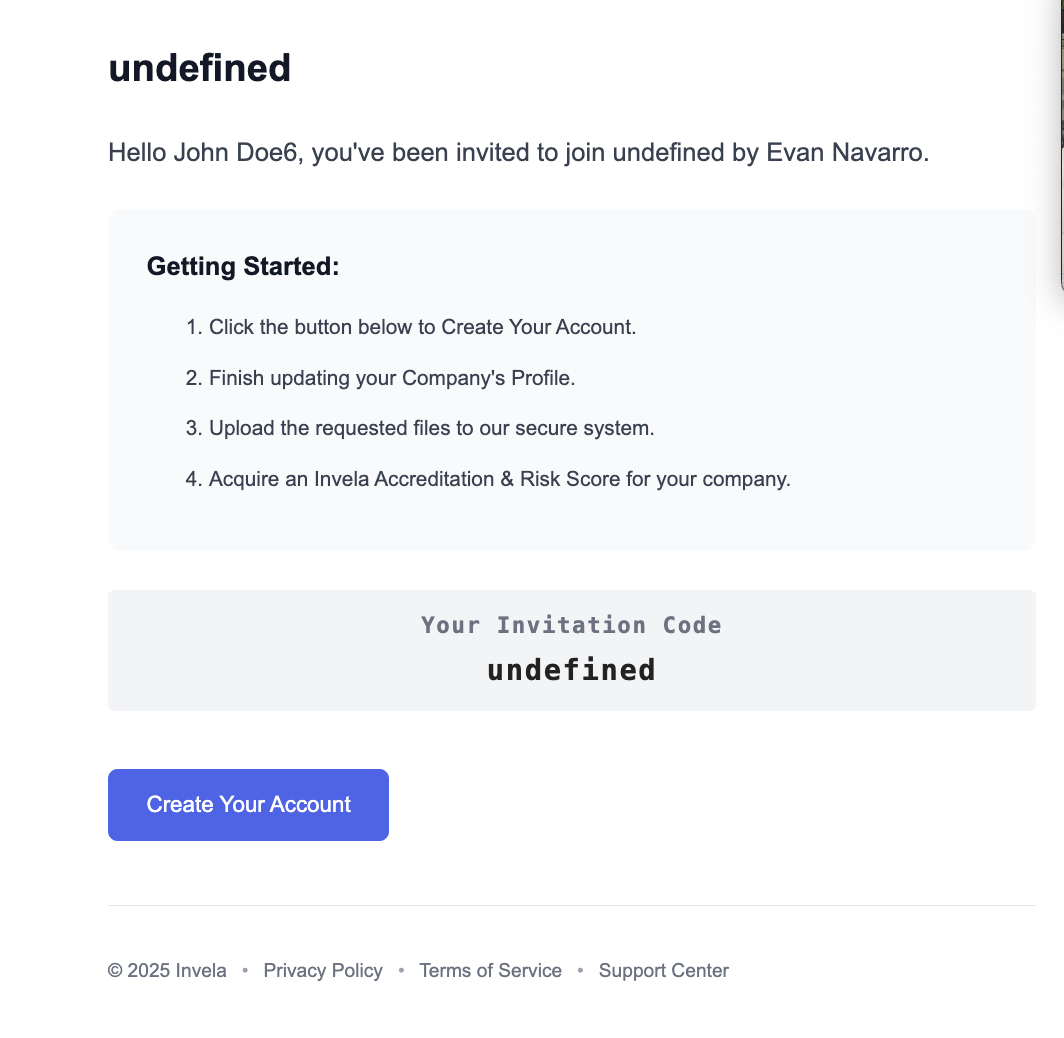 undefined
Hello John Doe6, you've been invited to join undefined by Evan Navarro.
Getting Started:
1. Click the button below to Create Your Account.
2. Finish updating your Company's Profile.
3. Upload the requested files to our secure system.
4. Acquire an Invela Accreditation & Risk Score for your company.
Your Invitation Code
undefined
Create Your Account
© 2025 Invela • Privacy Policy • Terms of Service • Support Center